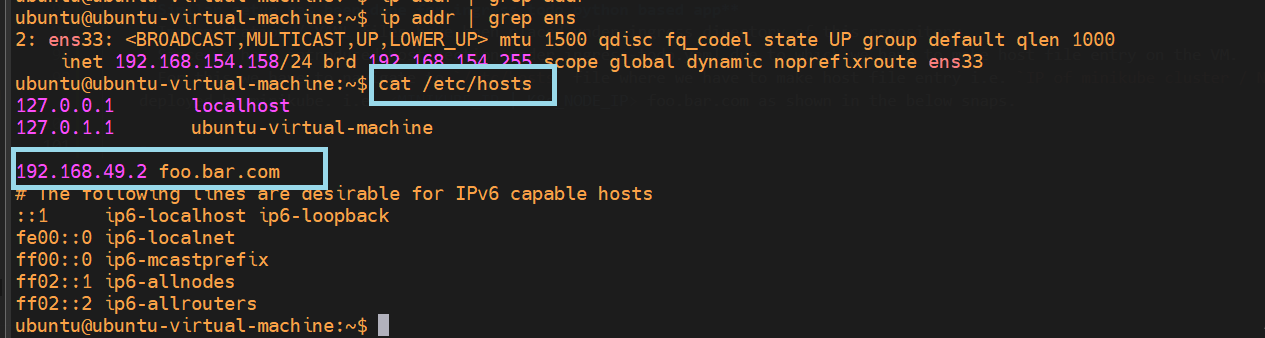 ubuntu@ubuntu-virtual-machine:~$ ip addr | grep addr
ubuntu@ubuntu-virtual-machine:~$ ip addr | grep ens
2: ens33: <BROADCAST,MULTICAST,UP,LOWER_UP> mtu 1500 qdisc fq_codel state UP group default qlen 1000
    inet 192.168.154.158/24 brd 192.168.154.255 scope global dynamic noprefixroute ens33
ubuntu@ubuntu-virtual-machine:~$ cat /etc/hosts
127.0.0.1       localhost
127.0.1.1       ubuntu-virtual-machine
192.168.49.2 foo.bar.com
# The following lines are desirable for IPv6 capable hosts
::1     ip6-localhost ip6-loopback
fe00::0 ip6-localnet
ff00::0 ip6-mcastprefix
ff02::1 ip6-allnodes
ff02::2 ip6-allrouters
ubuntu@ubuntu-virtual-machine:~$